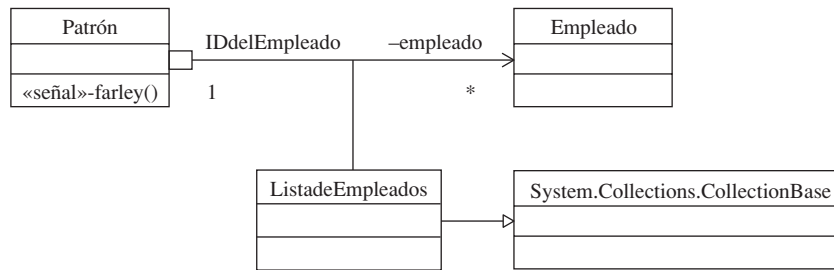 Patrón
IDdelEmpleado
–empleado
Empleado
«señal»-farley()
1
*
ListadeEmpleados
System.Collections.CollectionBase